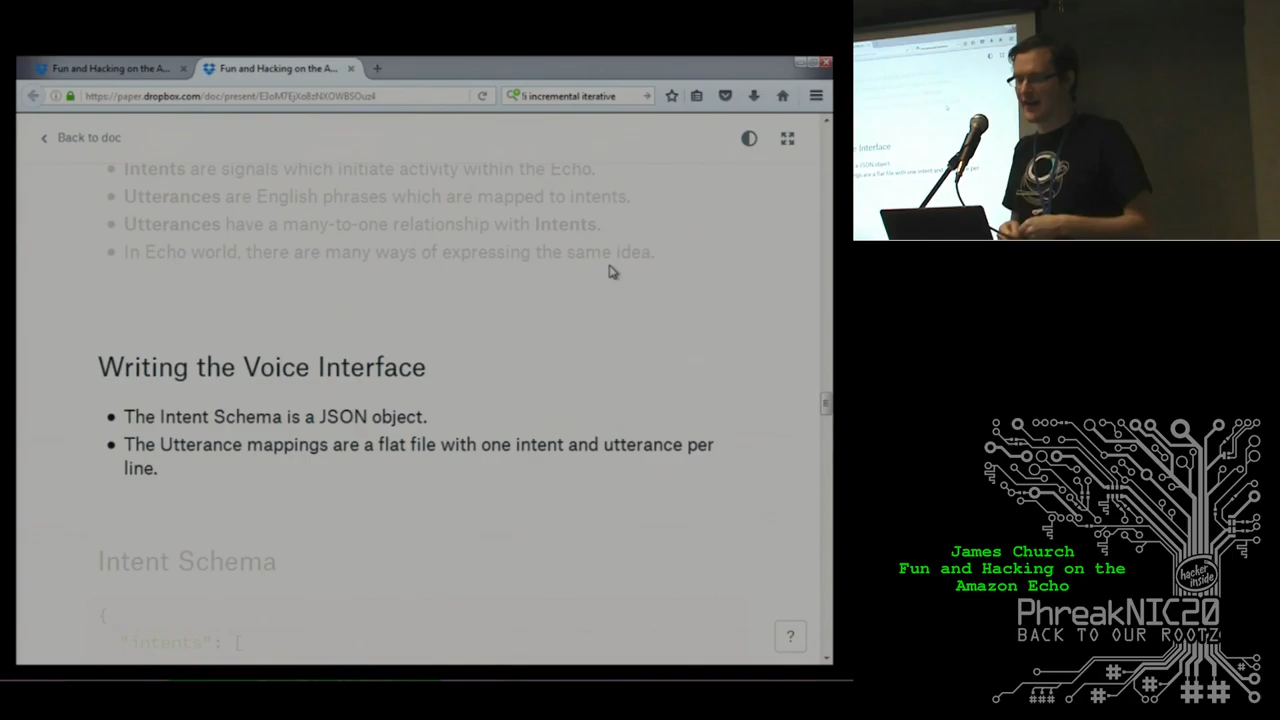 Fun and Hacking on the A...
Fun and Hacking on the A...
https://paper.dropbox.com/doc/present/E3oM7EjXo8zNXOWBSOuz4
!i incremental iterative
Back to doc
Intents are signals which initiate activity within the Echo.
Utterances are English phrases which are mapped to intents.
Utterances have a many-to-one relationship with Intents.
In Echo world, there are many ways of expressing the same idea.
Writing the Voice Interface
The Intent Schema is a JSON object.
The Utterance mappings are a flat file with one intent and utterance per
line.
Intent Schema
{
"intents": [
?
e Interface
a JSON object.
James Church
Fun and Hacking on the
Amazon Echo
hacker
inside
PhreakNIC20
BACK TO OUR ROOTZ
###
#
##
#
#
#